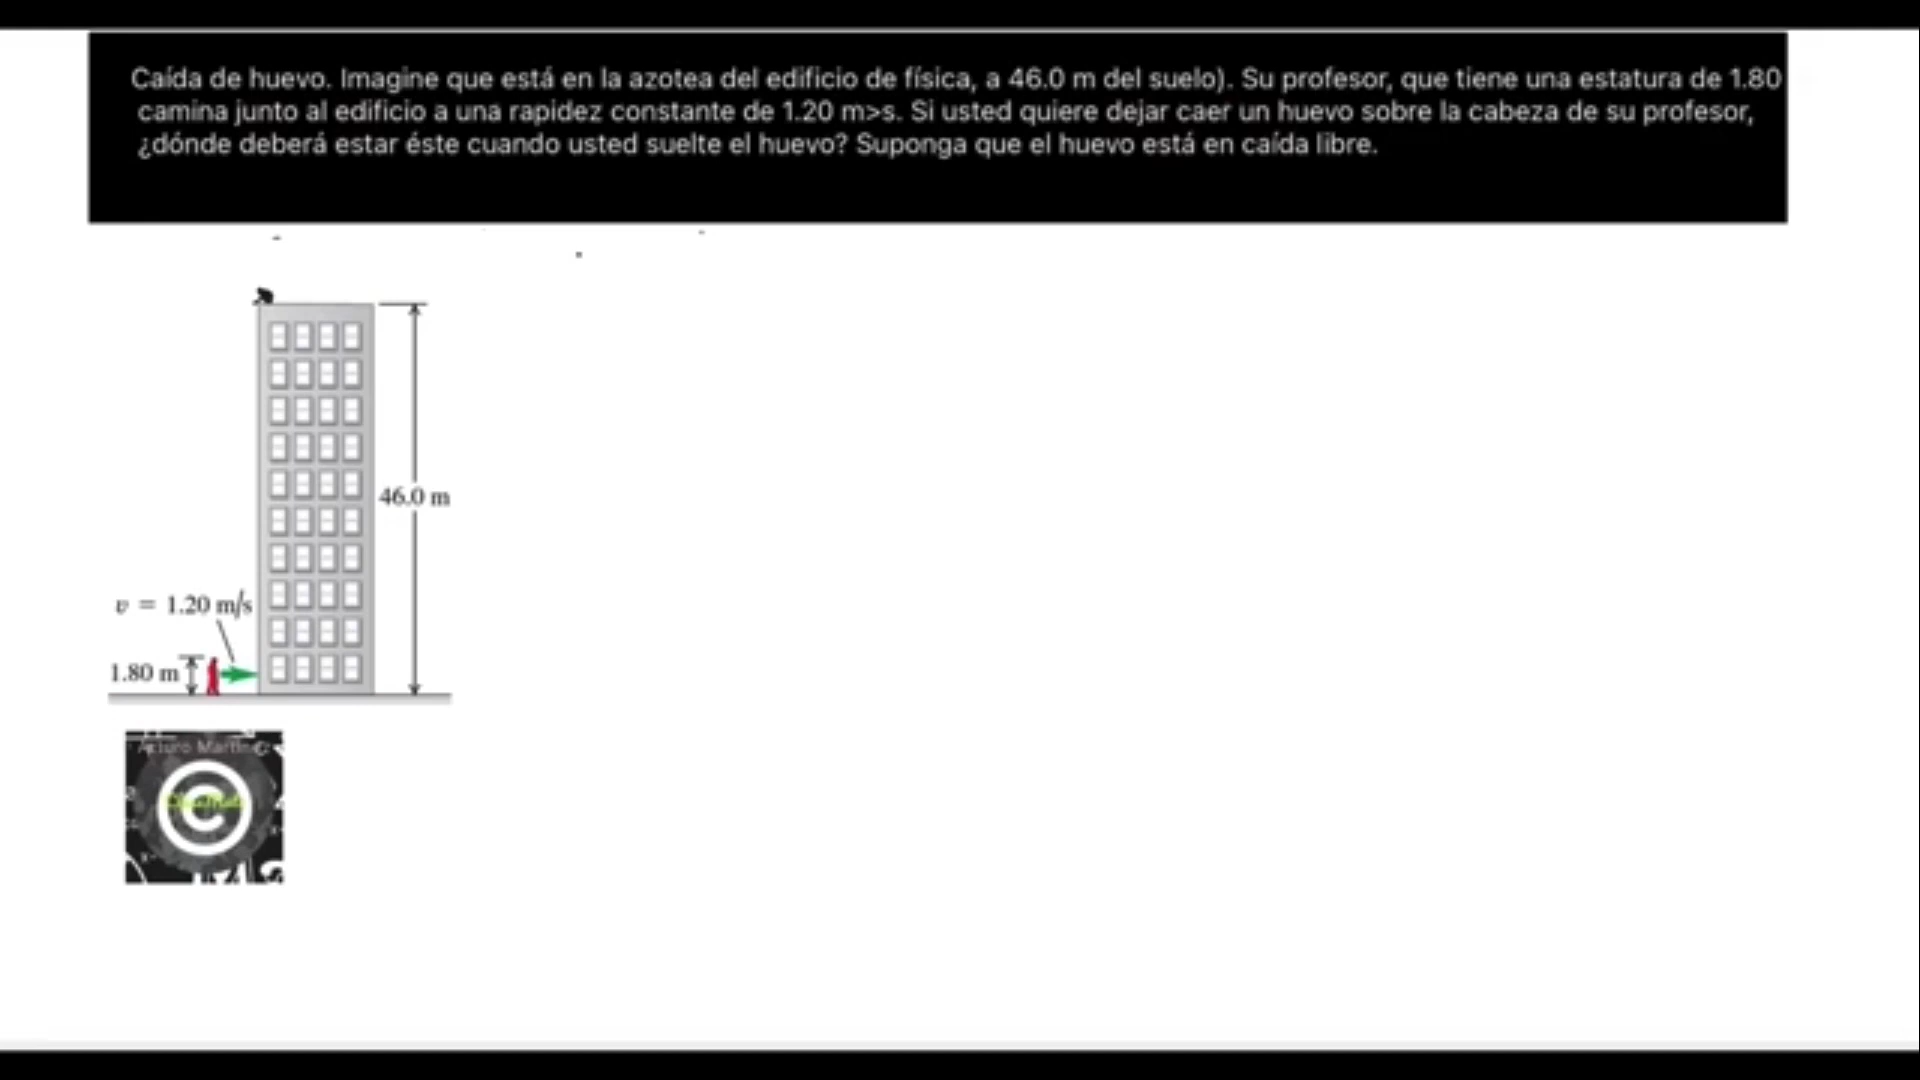 Caída de huevo. Imagine que está en la azotea del edificio de física, a 46.0 m del suelo). Su profesor, que tiene una estatura de 1.80
camina junto al edificio a una rapidez constante de 1.20 m>s. Si usted quiere dejar caer un huevo sobre la cabeza de su profesor,
¿dónde deberá estar éste cuando usted suelte el huevo? Suponga que el huevo está en caída libre.
46.0 m
v = 1.20 m/s
1.80 m
Arturo Martínez